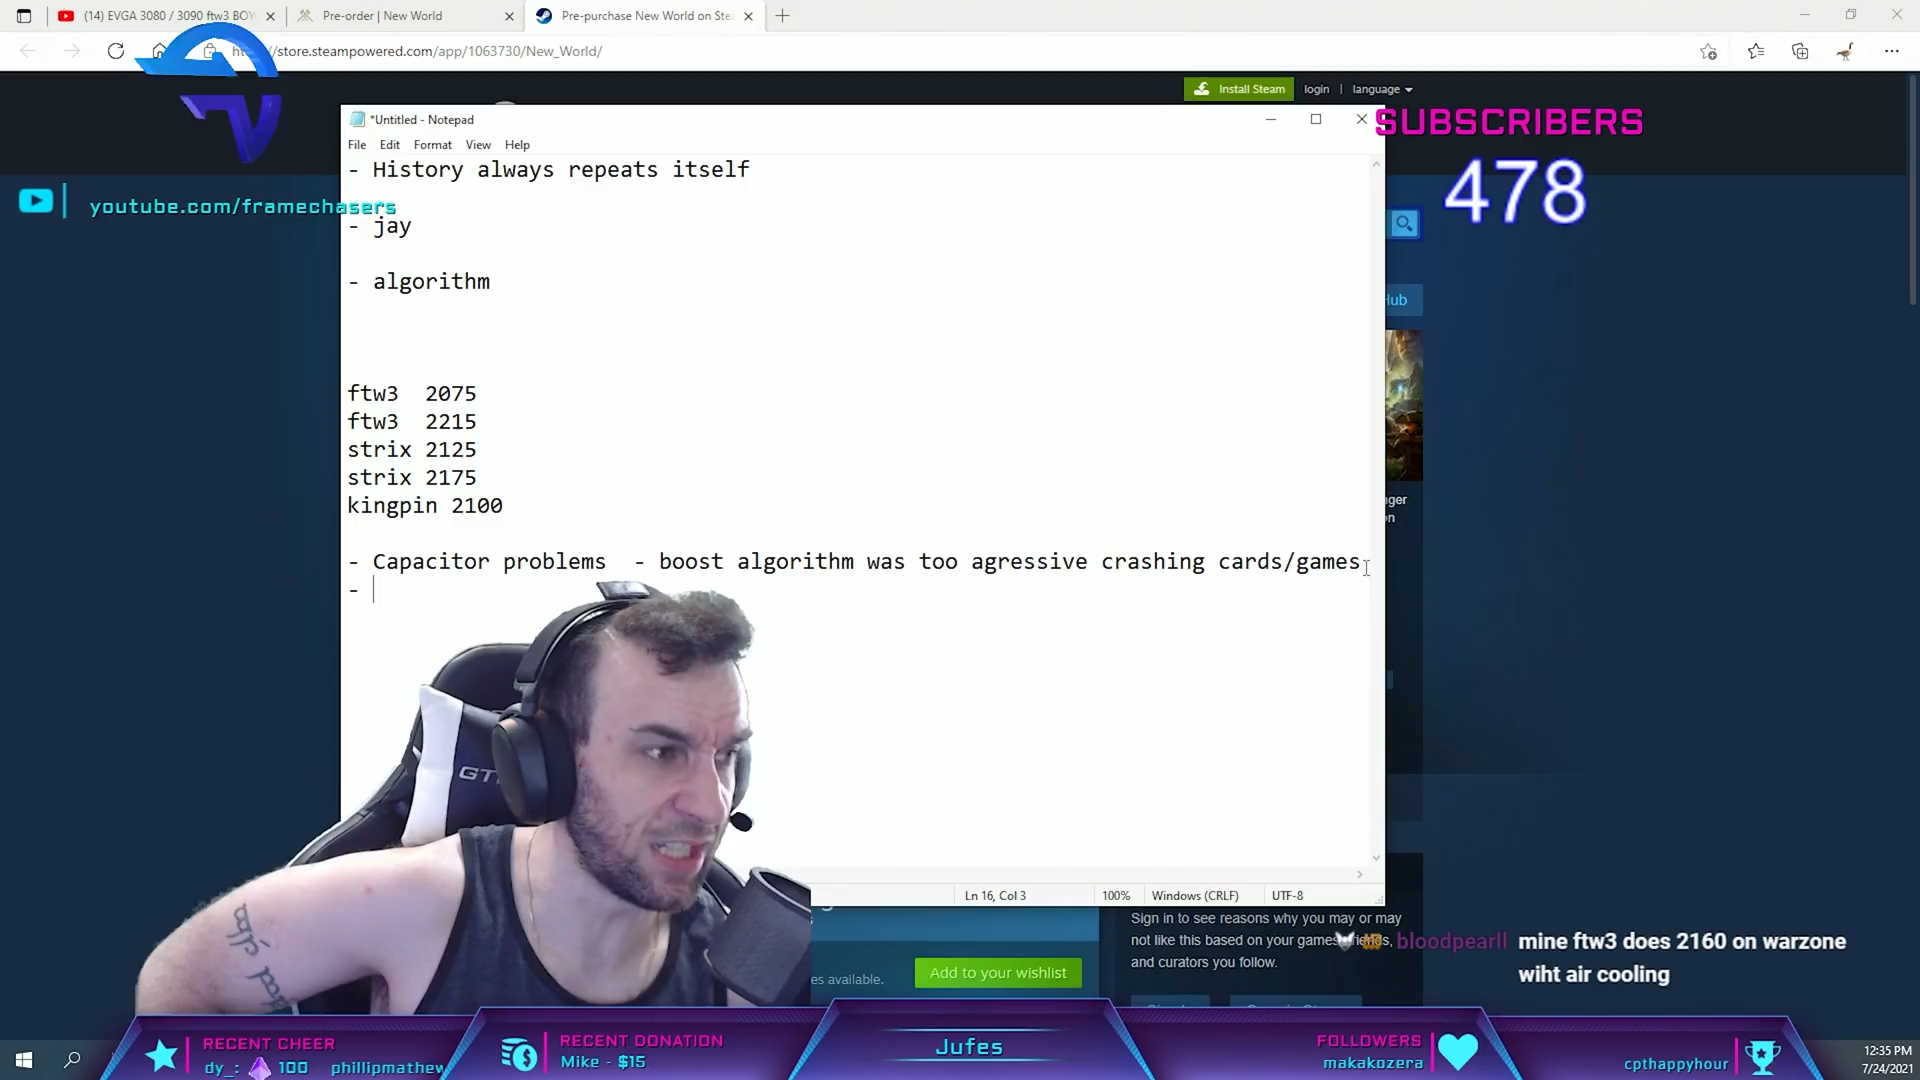 (14) EVGA 3080 / 3090 ftw3
Pre-order | New World
Pre-purchase New World on Ste
store.steampowered.com/app/1063730/New_World/
Install Steam
login
language
*Untitled - Notepad
SUBSCRIBERS
478
File Edit Format View Help
- History always repeats itself
youtube.com/framechasers
- jay
- algorithm
ftw3 2075
ftw3 2215
strix 2125
strix 2175
kingpin 2100
- Capacitor problems - boost algorithm was too agressive crashing cards/games
-
Ln 16, Col 3
100%
Windows (CRLF)
UTF-8
Sign in to see reasons why you may or may
not like this based on your games, friends,
and curators you follow.
es available.
Add to your wishlist
bloodpearll mine ftw3 does 2160 on warzone
wiht air cooling
RECENT CHEER
dy_: 100 phillipmathew
RECENT DONATION
Mike - $15
Jufes
FOLLOWERS
makakozera
cpthappyhour
12:35 PM
7/24/2021